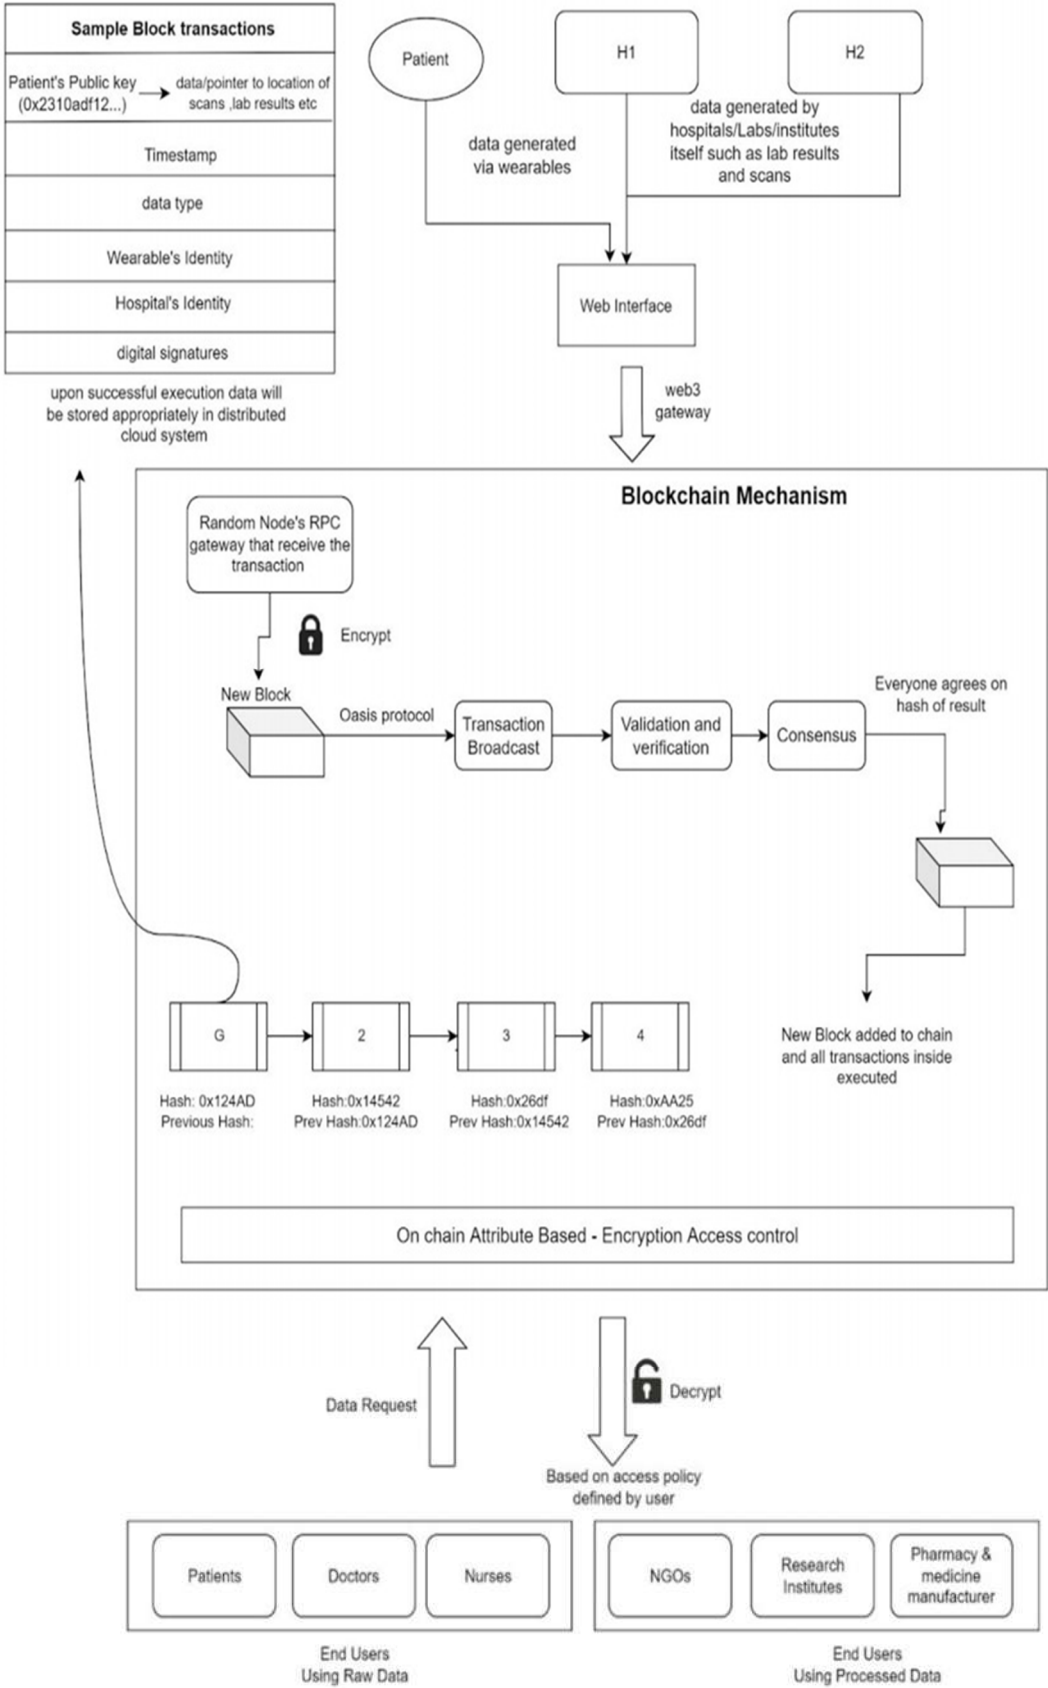 Sample Block transactions
Patient's Public key
(0x2310adf12...)
data/pointer to location of
scans ,lab results etc
Timestamp
data type
Wearable's Identity
Hospital's Identity
digital signatures
upon successful execution data will
be stored appropriately in distributed
cloud system
Patient
H1
H2
data generated
via wearables
data generated by
hospitals/Labs/institutes
itself such as lab results
and scans
Web Interface
web3
gateway
Blockchain Mechanism
Random Node's RPC
gateway that receive the
transaction
Encrypt
New Block
Oasis protocol
Transaction
Broadcast
Validation and
verification
Consensus
Everyone agrees on
hash of result
New Block added to chain
and all transactions inside
executed
G
2
3
4
Hash: 0x124AD
Previous Hash:
Hash:0x14542
Prev Hash:0x124AD
Hash:0x26df
Prev Hash:0x14542
Hash:0xAA25
Prev Hash:0x26df
On chain Attribute Based - Encryption Access control
Data Request
Decrypt
Based on access policy
defined by user
Patients
Doctors
Nurses
NGOs
Research
Institutes
Pharmacy &
medicine
manufacturer
End Users
Using Raw Data
End Users
Using Processed Data